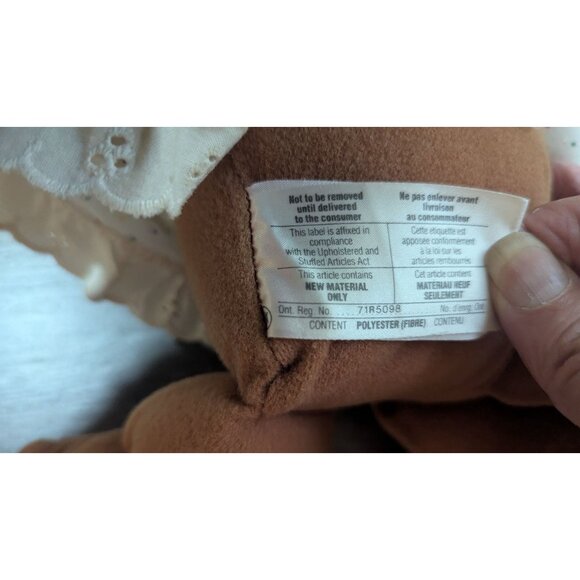 Not to be removed
until delivered
to the consumer
Ne pas enlever avant
livraison
au consommateur
This label is affixed in
compliance
with the Upholstered and
Stuffed Articles Act
Cette étiquette est
apposée conformément
à la loi sur les
articles rembourrés
This article contains
NEW MATERIAL
ONLY
Cet article contient
MATERIAU NEUF
SEULEMENT
Ont. Reg. No. .... 71R5098 No. d'enrg. Ont
CONTENT POLYESTER (FIBRE) CONTENU